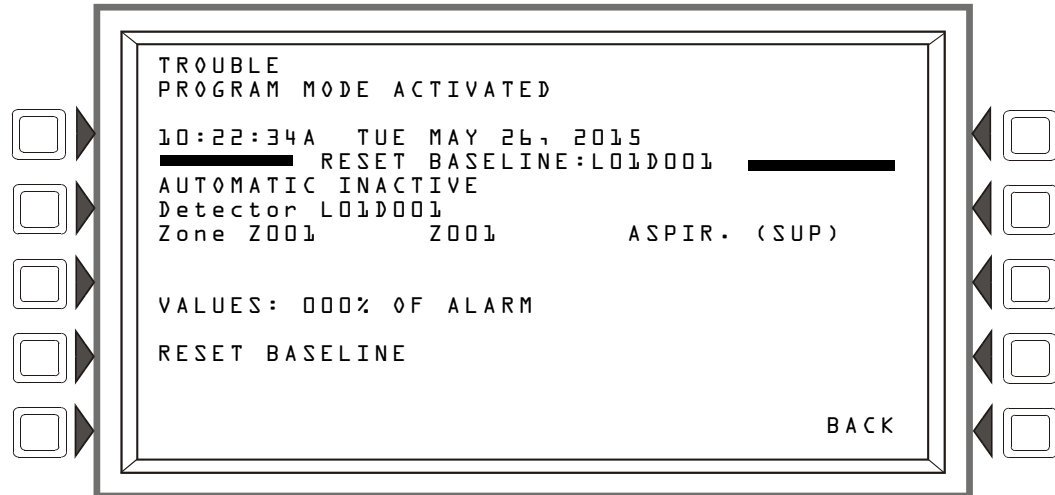 TROUBLE
PROGRAM MODE ACTIVATED
10:22:34A TUE MAY 26, 2015
RESET BASELINE:L01D001
AUTOMATIC INACTIVE
Detector L01D001
Zone Z001 Z001 ASPIR. (SUP)
VALUES: 000% OF ALARM
RESET BASELINE
BACK